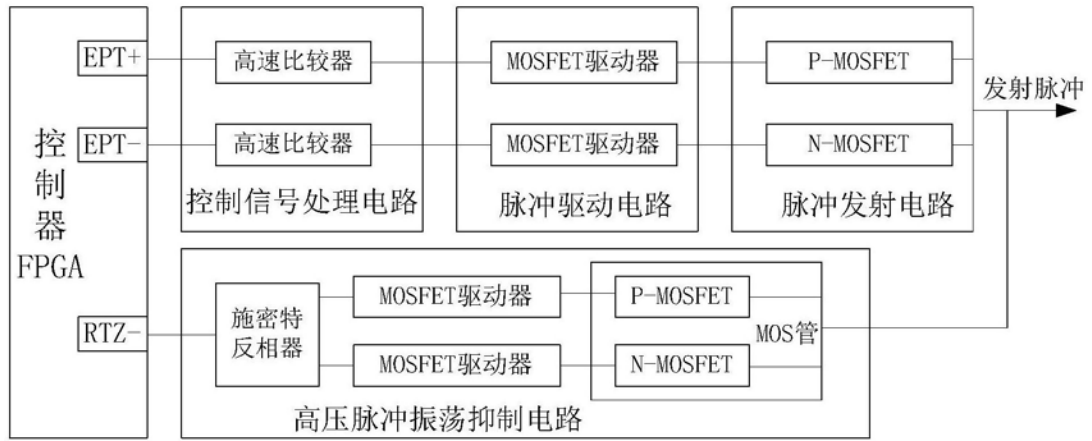 EPT+
高速比较器
MOSFET驱动器
P-MOSFET
发射脉冲
EPT-
高速比较器
MOSFET驱动器
N-MOSFET
控制信号处理电路
脉冲驱动电路
脉冲发射电路
控
制
器
FPGA
RTZ-
施密特
反相器
MOSFET驱动器
P-MOSFET
MOS管
MOSFET驱动器
N-MOSFET
高压脉冲振荡抑制电路